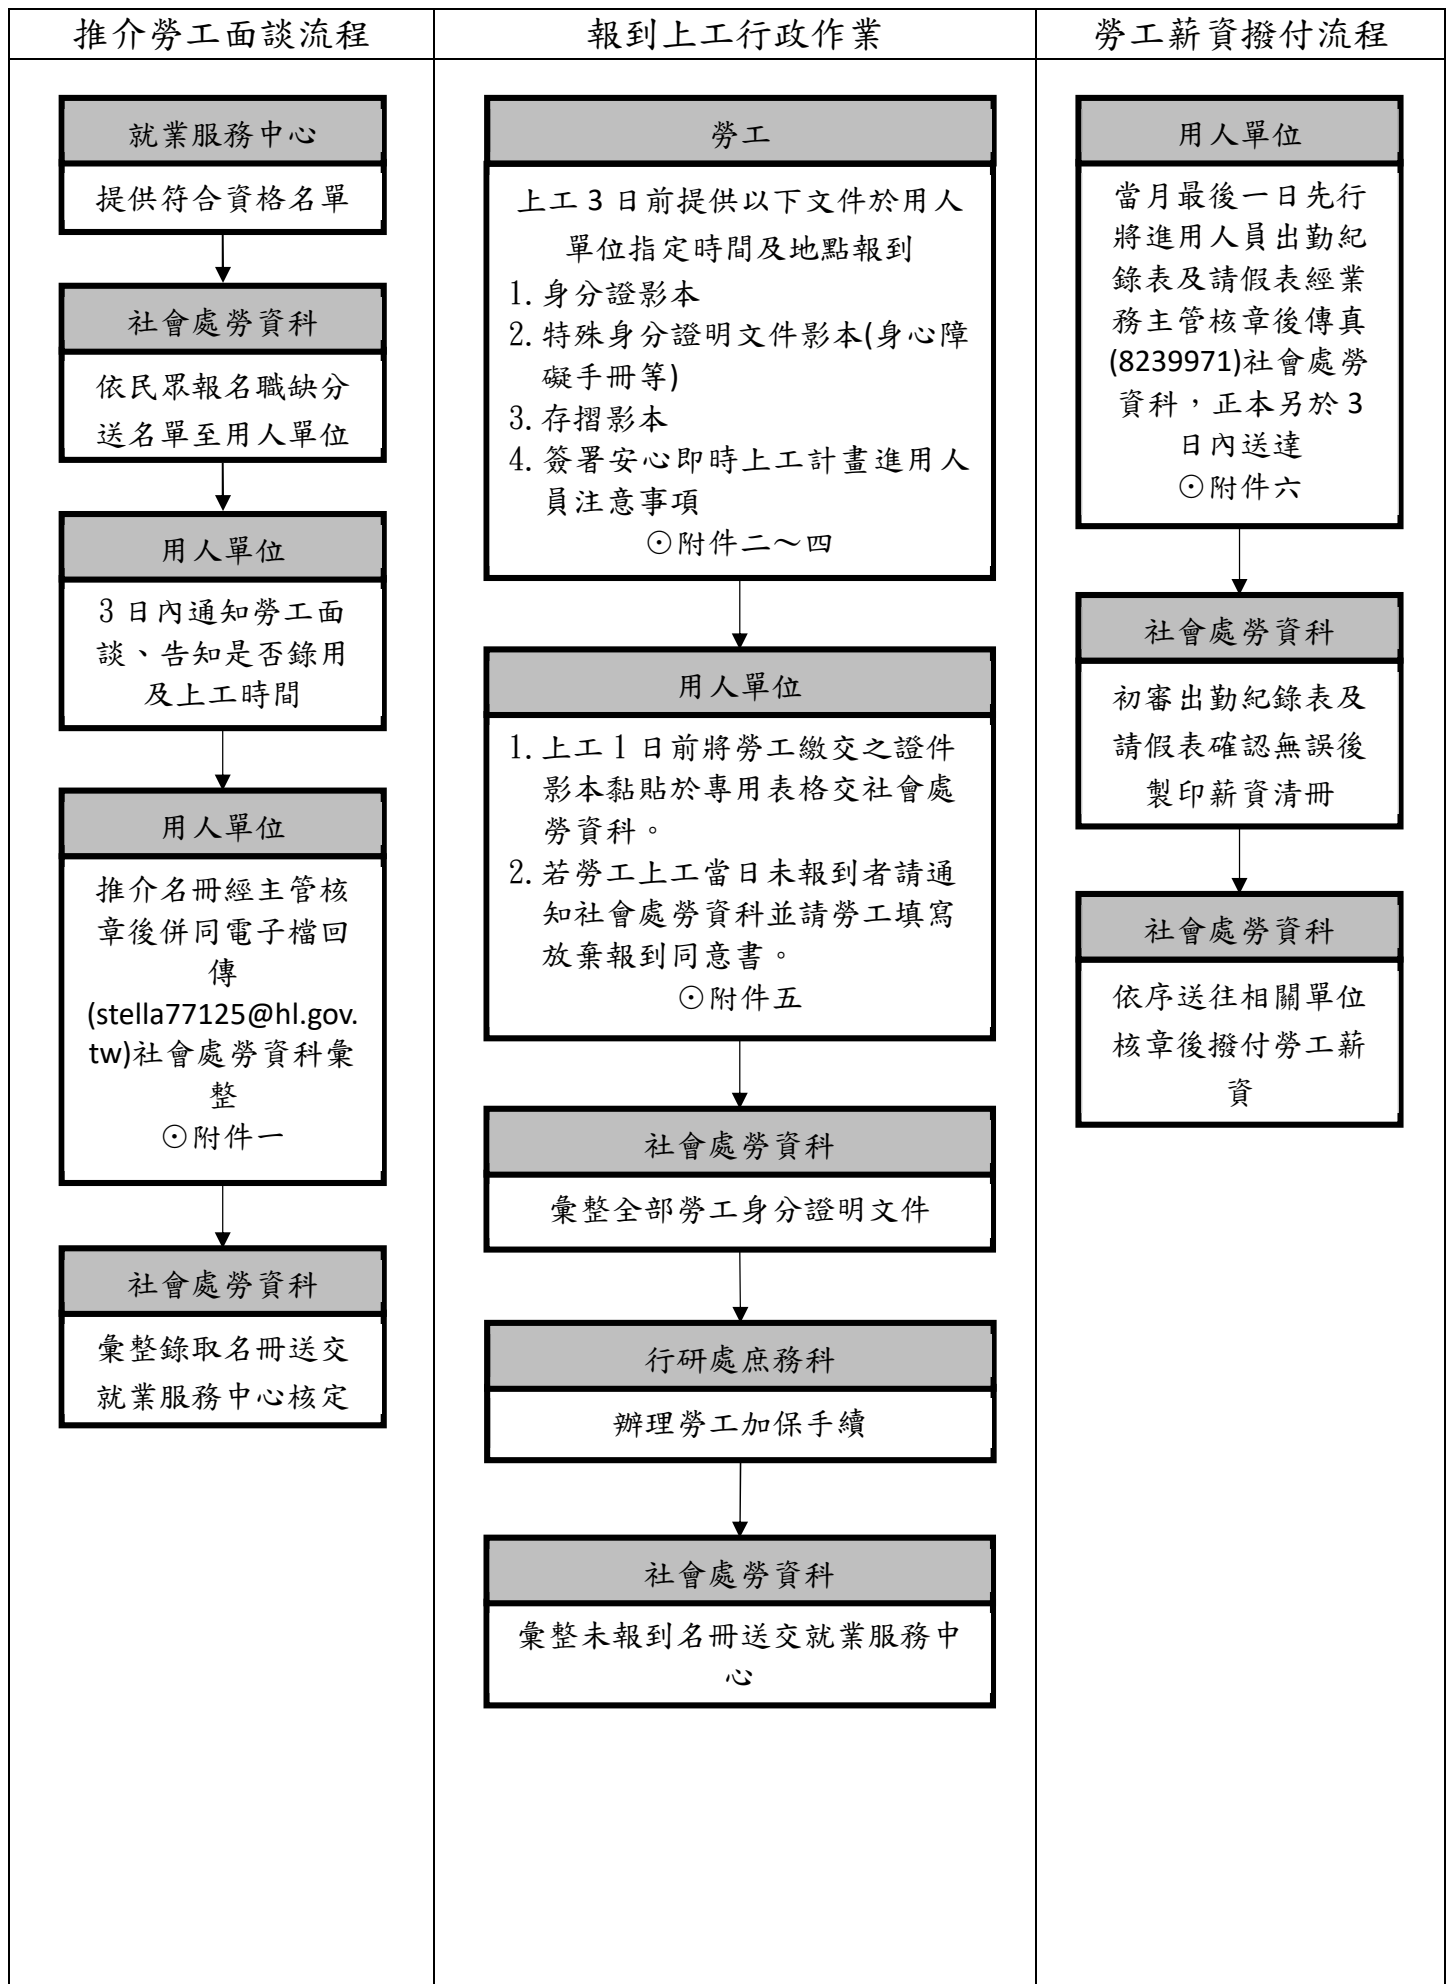 推介勞工面談流程
就業服務中心
提供符合資格名單
社會處勞資科
依民眾報名職缺分
送名單至用人單位
用人單位
3 日內通知勞工面
談、告知是否錄用
及上工時間
用人單位
推介名冊經主管核
章後併同電子檔回
傳
(stella77125@hl.gov.
tw)社會處勞資科彙
整
⊙附件一
社會處勞資科
彙整錄取名冊送交
就業服務中心核定
報到上工行政作業
勞工
上工 3 日前提供以下文件於用人
單位指定時間及地點報到
1. 身分證影本
2. 特殊身分證明文件影本(身心障
礙手冊等)
3. 存摺影本
4. 簽署安心即時上工計畫進用人
員注意事項
⊙附件二～四
用人單位
1. 上工 1 日前將勞工繳交之證件
影本黏貼於專用表格交社會處
勞資科。
2. 若勞工上工當日未報到者請通
知社會處勞資科並請勞工填寫
放棄報到同意書。
⊙附件五
社會處勞資科
彙整全部勞工身分證明文件
行研處庶務科
辦理勞工加保手續
社會處勞資科
彙整未報到名冊送交就業服務中
心
勞工薪資撥付流程
用人單位
當月最後一日先行
將進用人員出勤紀
錄表及請假表經業
務主管核章後傳真
(8239971)社會處勞
資科，正本另於 3
日內送達
⊙附件六
社會處勞資科
初審出勤紀錄表及
請假表確認無誤後
製印薪資清冊
社會處勞資科
依序送往相關單位
核章後撥付勞工薪
資